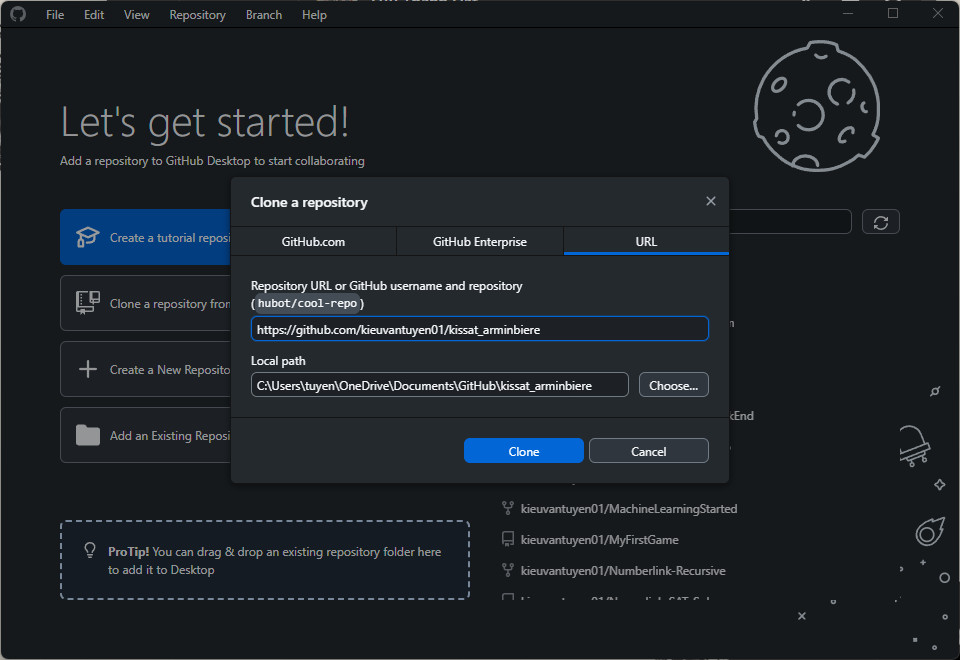 File Edit View Repository Branch Help
Let's get started!
Add a repository to GitHub Desktop to start collaborating
Create a tutorial reposi
Clone a repository from
Create a New Reposito
Add an Existing Reposi
ProTip! You can drag & drop an existing repository folder here
to add it to Desktop
Clone a repository
GitHub.com GitHub Enterprise URL
Repository URL or GitHub username and repository
(hubot/cool-repo)
https://github.com/kieuvantuyen01/kissat_arminbiere
Local path
C:\Users\tuyen\OneDrive\Documents\GitHub\kissat_arminbiere Choose...
Clone Cancel
End
kieuvantuyen01/MachineLearningStarted
kieuvantuyen01/MyFirstGame
kieuvantuyen01/Numberlink-Recursive